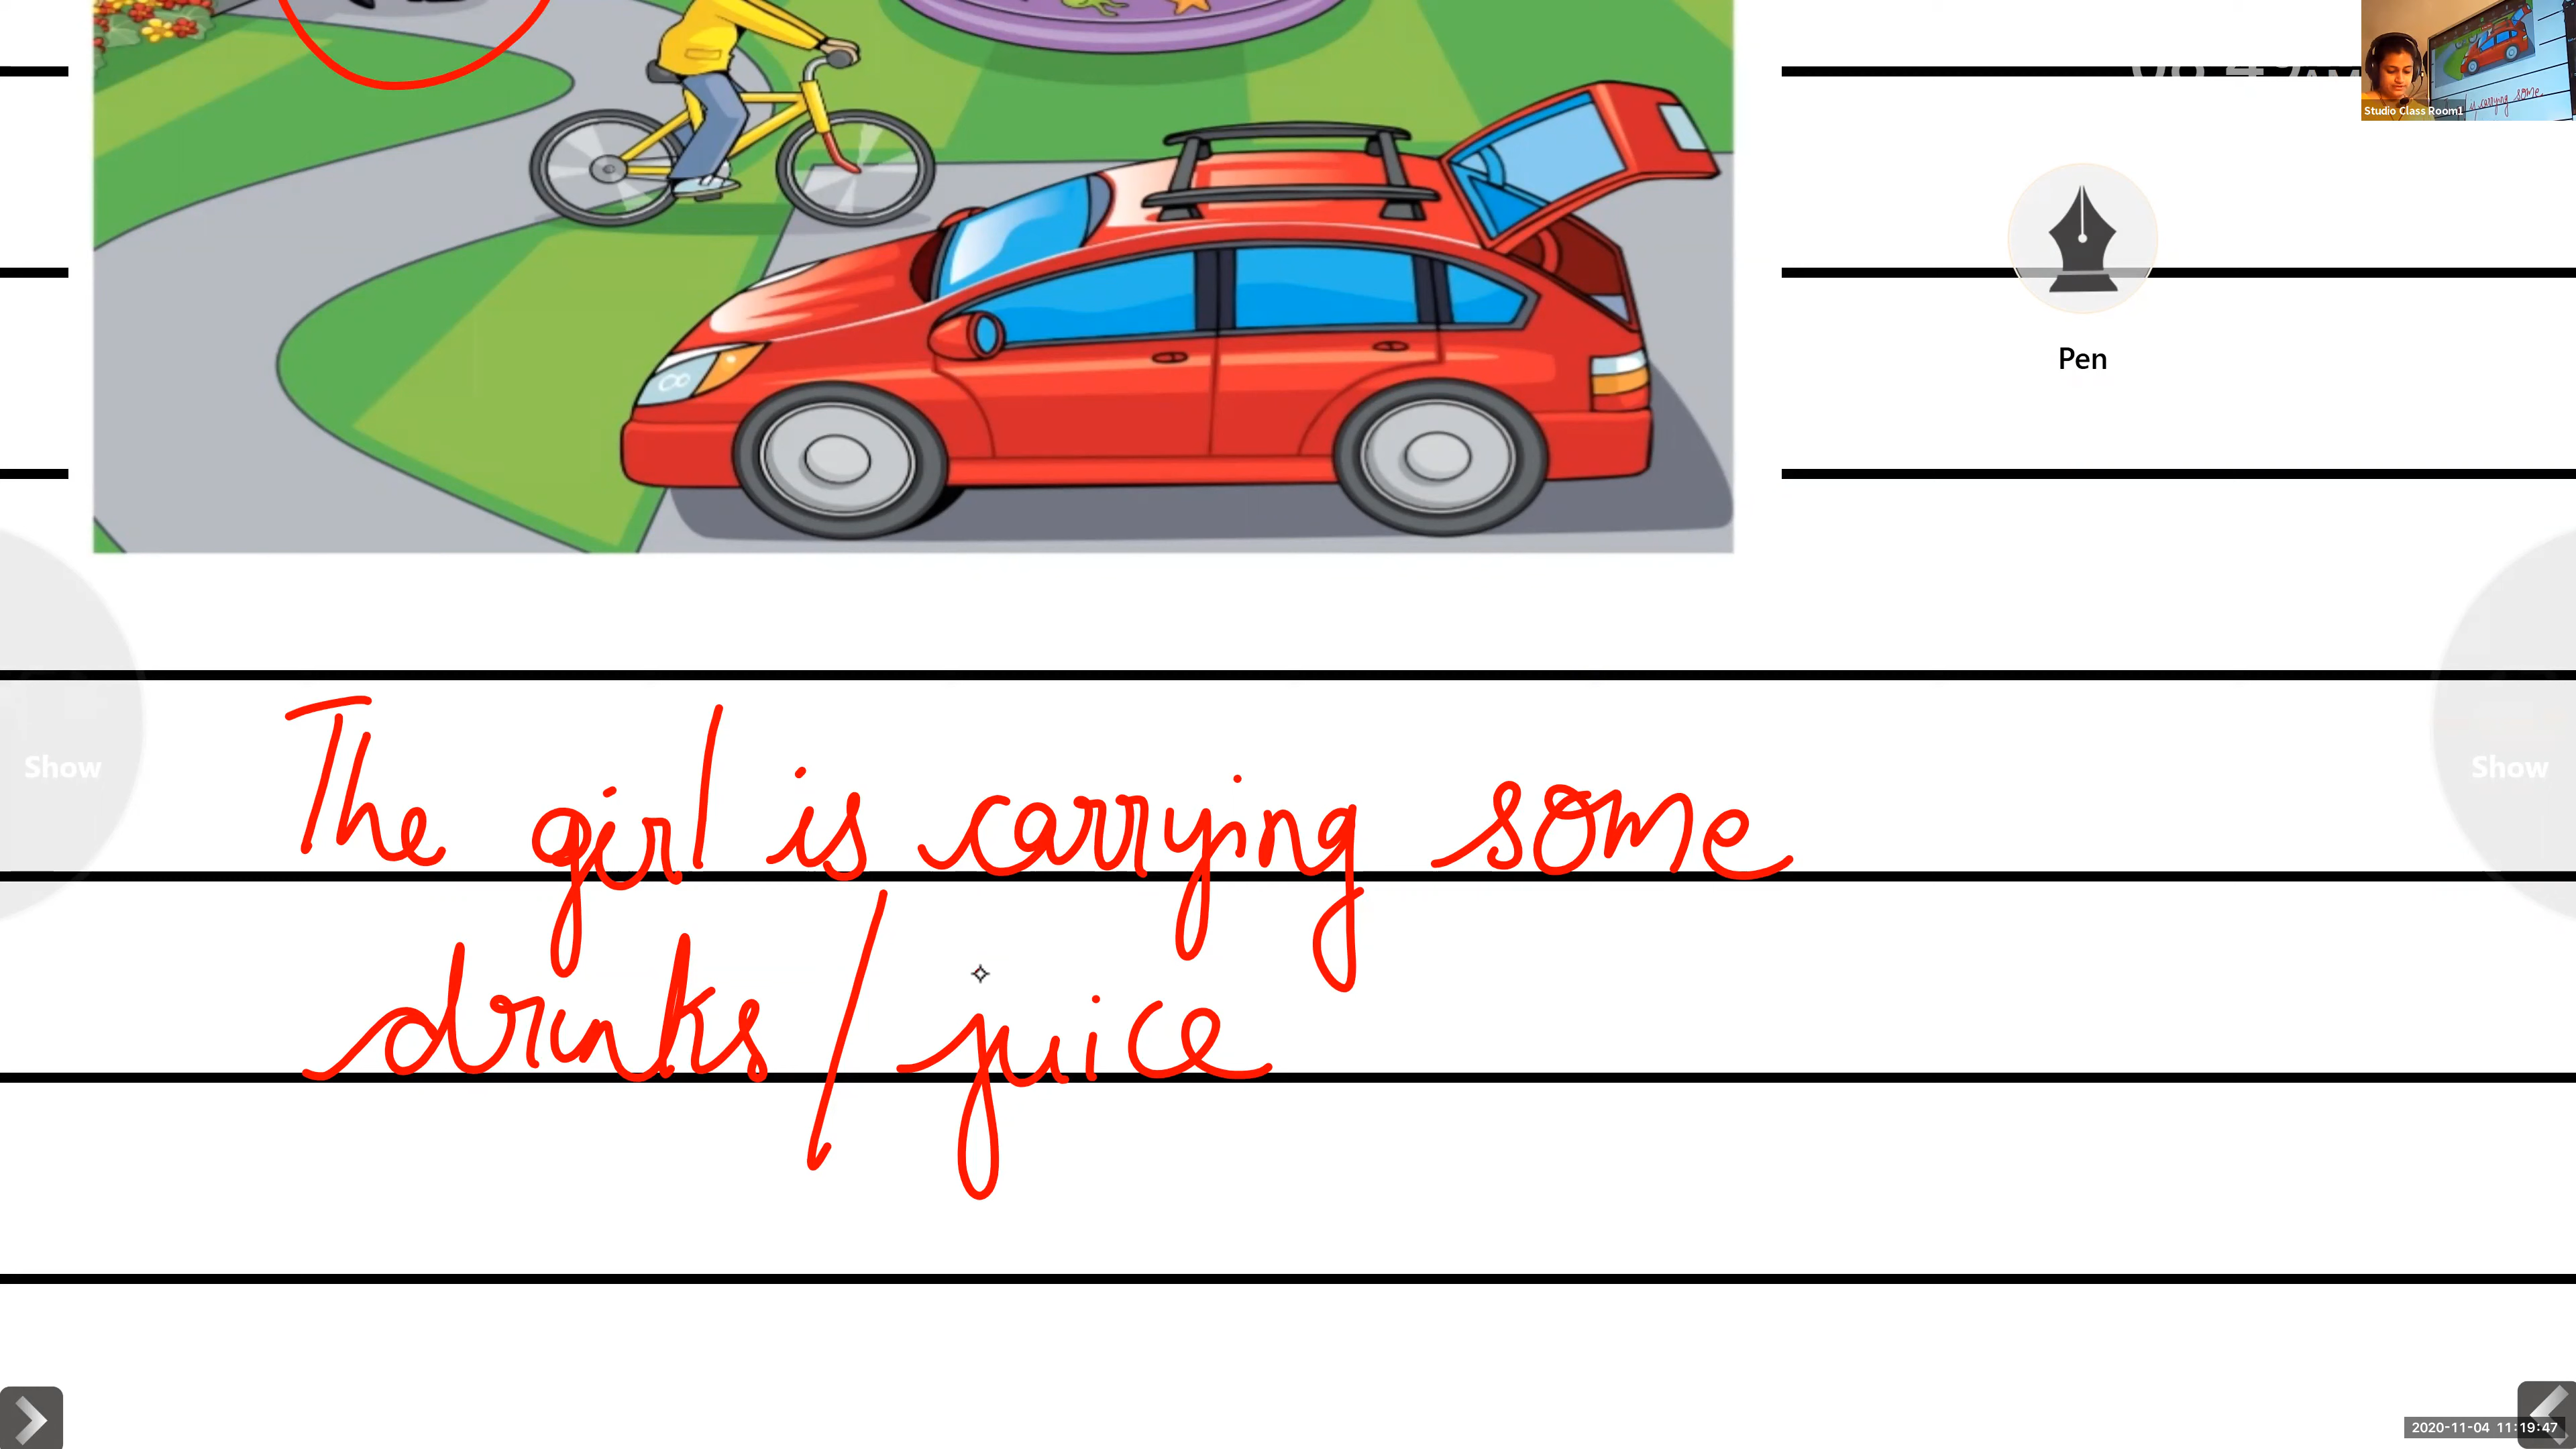 Studio Class Room1
Pen
Show
Show
The girl is carrying some
drinks/juice
2020-11-04 11:19:47